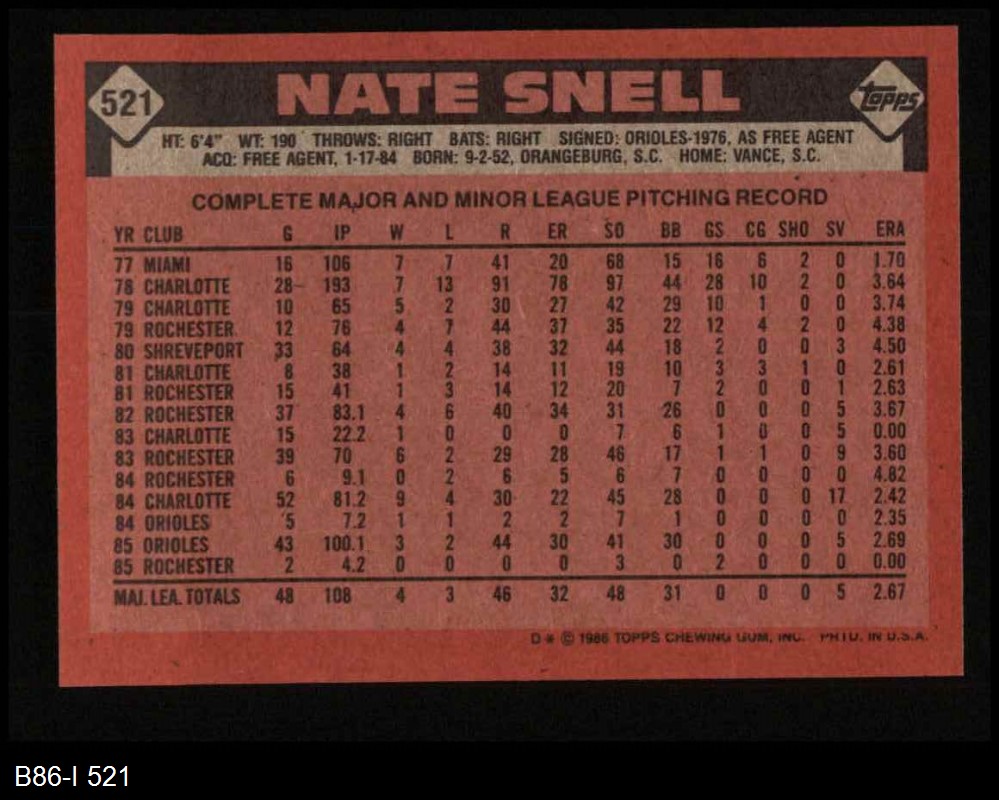 521 NATE SNELL topps
HT: 6'4" WT: 190 THROWS: RIGHT BATS: RIGHT SIGNED: ORIOLES-1976, AS FREE AGENT
ACQ: FREE AGENT, 1-17-84 BORN: 9-2-52, ORANGEBURG, S.C. HOME: VANCE, S.C.
COMPLETE MAJOR AND MINOR LEAGUE PITCHING RECORD
YR CLUB G IP W L R ER SO BB GS CG SHO SV ERA
77 MIAMI 16 106 7 7 41 20 68 15 16 6 2 0 1.70
78 CHARLOTTE 28 193 7 13 91 78 97 44 28 10 2 0 3.64
79 CHARLOTTE 10 65 5 2 30 27 42 29 10 1 0 0 3.74
79 ROCHESTER 12 76 4 7 44 37 35 22 12 4 2 0 4.38
80 SHREVEPORT 33 64 4 4 38 32 44 18 2 0 0 3 4.50
81 CHARLOTTE 8 38 1 2 14 11 19 10 3 3 1 0 2.61
81 ROCHESTER 15 41 1 3 14 12 20 7 2 0 0 1 2.63
82 ROCHESTER 37 83.1 4 6 40 34 31 26 0 0 0 5 3.67
83 CHARLOTTE 15 22.2 1 0 0 0 7 6 1 0 0 5 0.00
83 ROCHESTER 39 70 6 2 29 28 46 17 1 1 0 9 3.60
84 ROCHESTER 6 9.1 0 2 6 5 6 7 0 0 0 0 4.82
84 CHARLOTTE 52 81.2 9 4 30 22 45 28 0 0 0 17 2.42
84 ORIOLES 5 7.2 1 1 2 2 7 1 0 0 0 0 2.35
85 ORIOLES 43 100.1 3 2 44 30 41 30 0 0 0 5 2.69
85 ROCHESTER 2 4.2 0 0 0 0 3 0 2 0 0 0 0.00
MAJ. LEA. TOTALS 48 108 4 3 46 32 48 31 0 0 0 5 2.67
D * © 1986 TOPPS CHEWING GUM, INC. PRTD. IN U.S.A.
B86-I 521